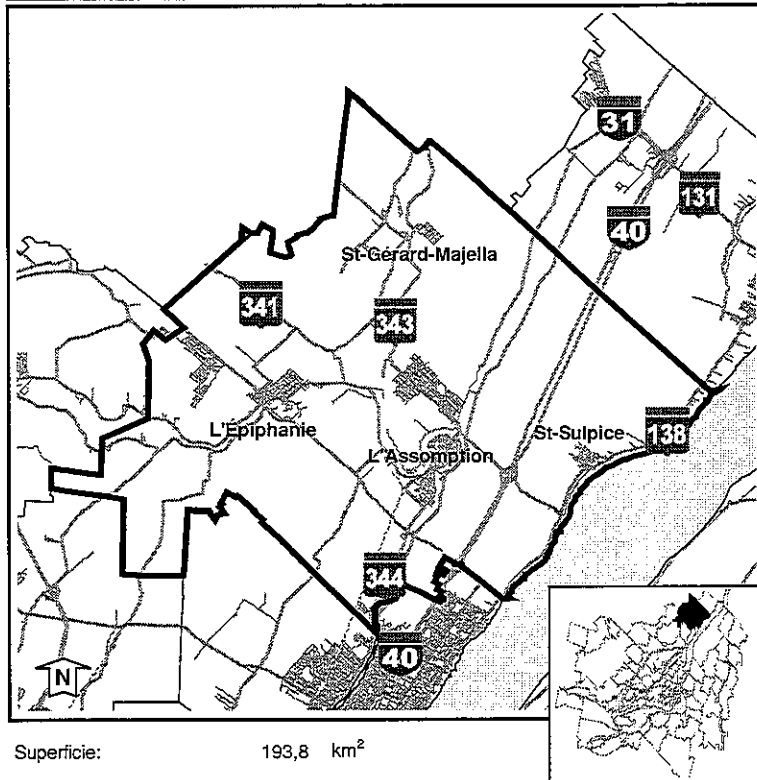 31
131
40
St-Gérard-Majella
341
343
L'Épiphanie
L'Assomption
St-Sulpice
138
344
40
N
Superficie: 193,8 km²